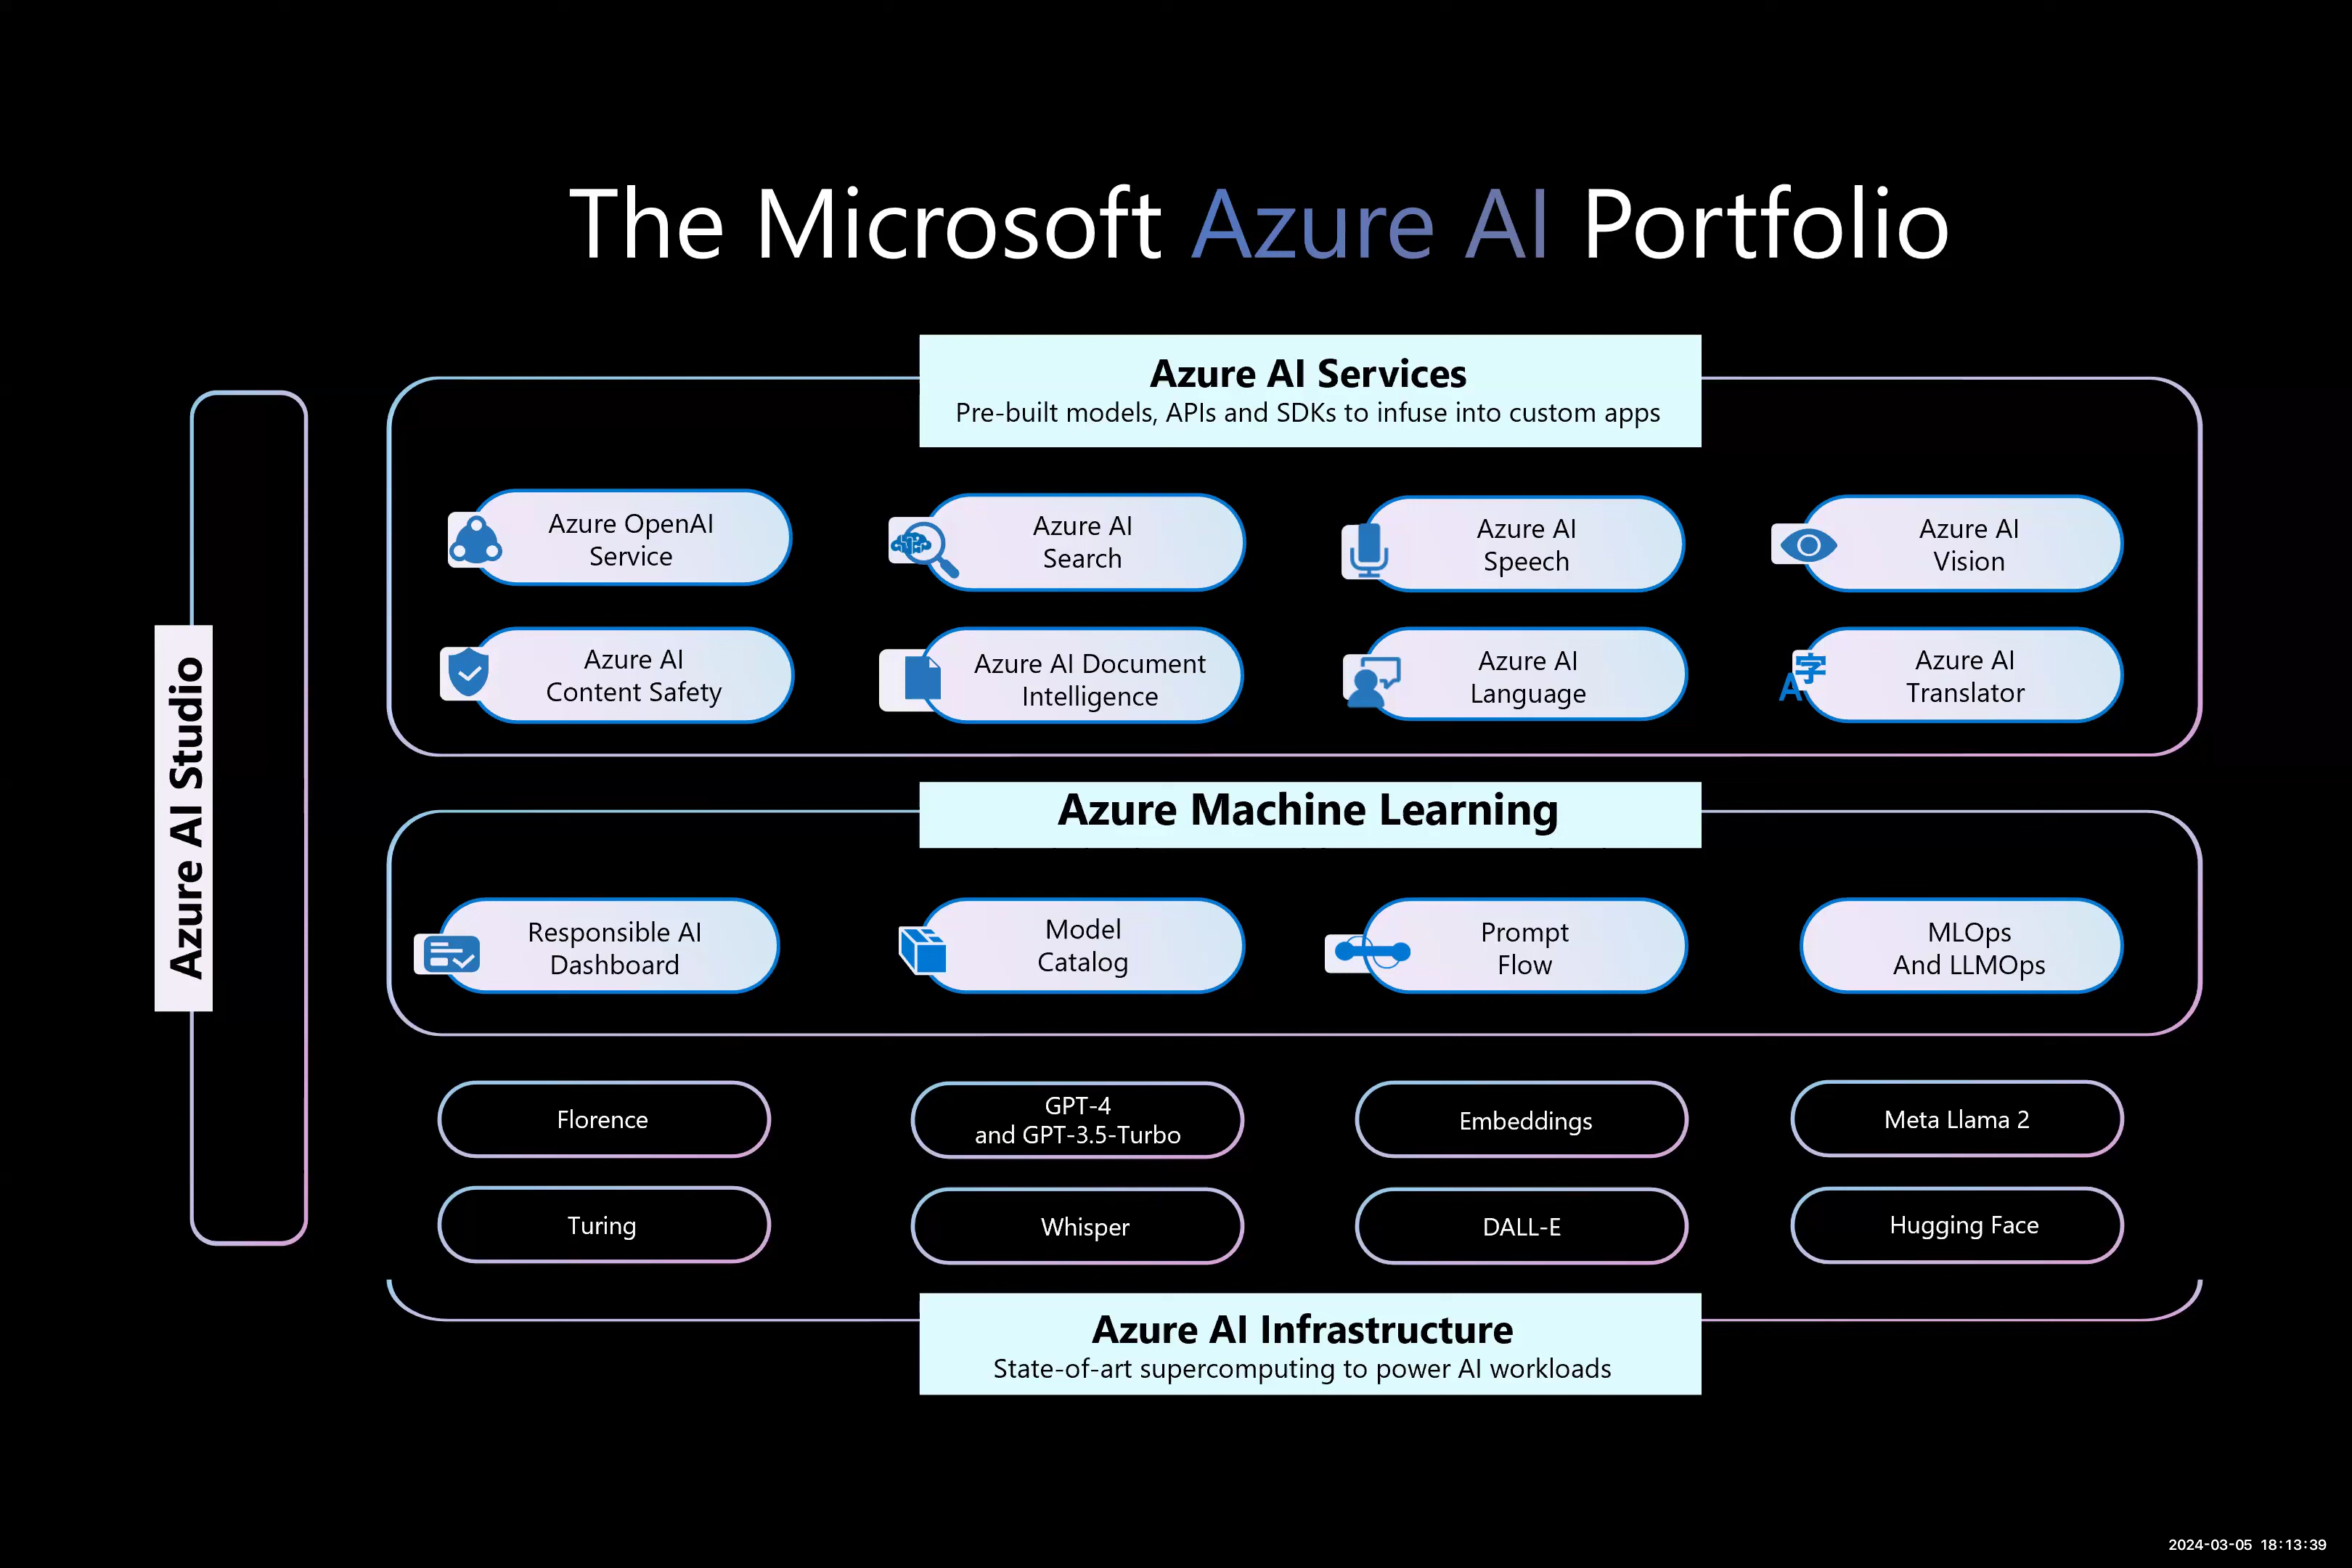 The Microsoft Azure AI Portfolio
Azure AI Studio
Azure AI Services
Pre-built models, APIs and SDKs to infuse into custom apps
Azure OpenAI
Service
Azure AI
Search
Azure AI
Speech
Azure AI
Vision
Azure AI
Content Safety
Azure AI Document
Intelligence
Azure AI
Language
字
A
Azure AI
Translator
Azure Machine Learning
Responsible AI
Dashboard
Model
Catalog
Prompt
Flow
MLOps
And LLMOps
Florence
GPT-4
and GPT-3.5-Turbo
Embeddings
Meta Llama 2
Turing
Whisper
DALL-E
Hugging Face
Azure AI Infrastructure
State-of-art supercomputing to power AI workloads
2024-03-05 18:13:39